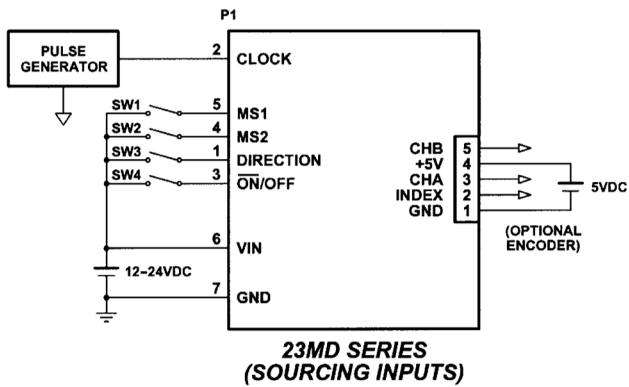 P1
PULSE
GENERATOR
2 CLOCK
SW1 5 MS1
SW2 4 MS2
SW3 1 DIRECTION
SW4 3 ON/OFF
6 VIN
12-24VDC
7 GND
CHB 5
+5V 4
CHA 3
INDEX 2
GND 1
5VDC
(OPTIONAL
ENCODER)
23MD SERIES
(SOURCING INPUTS)